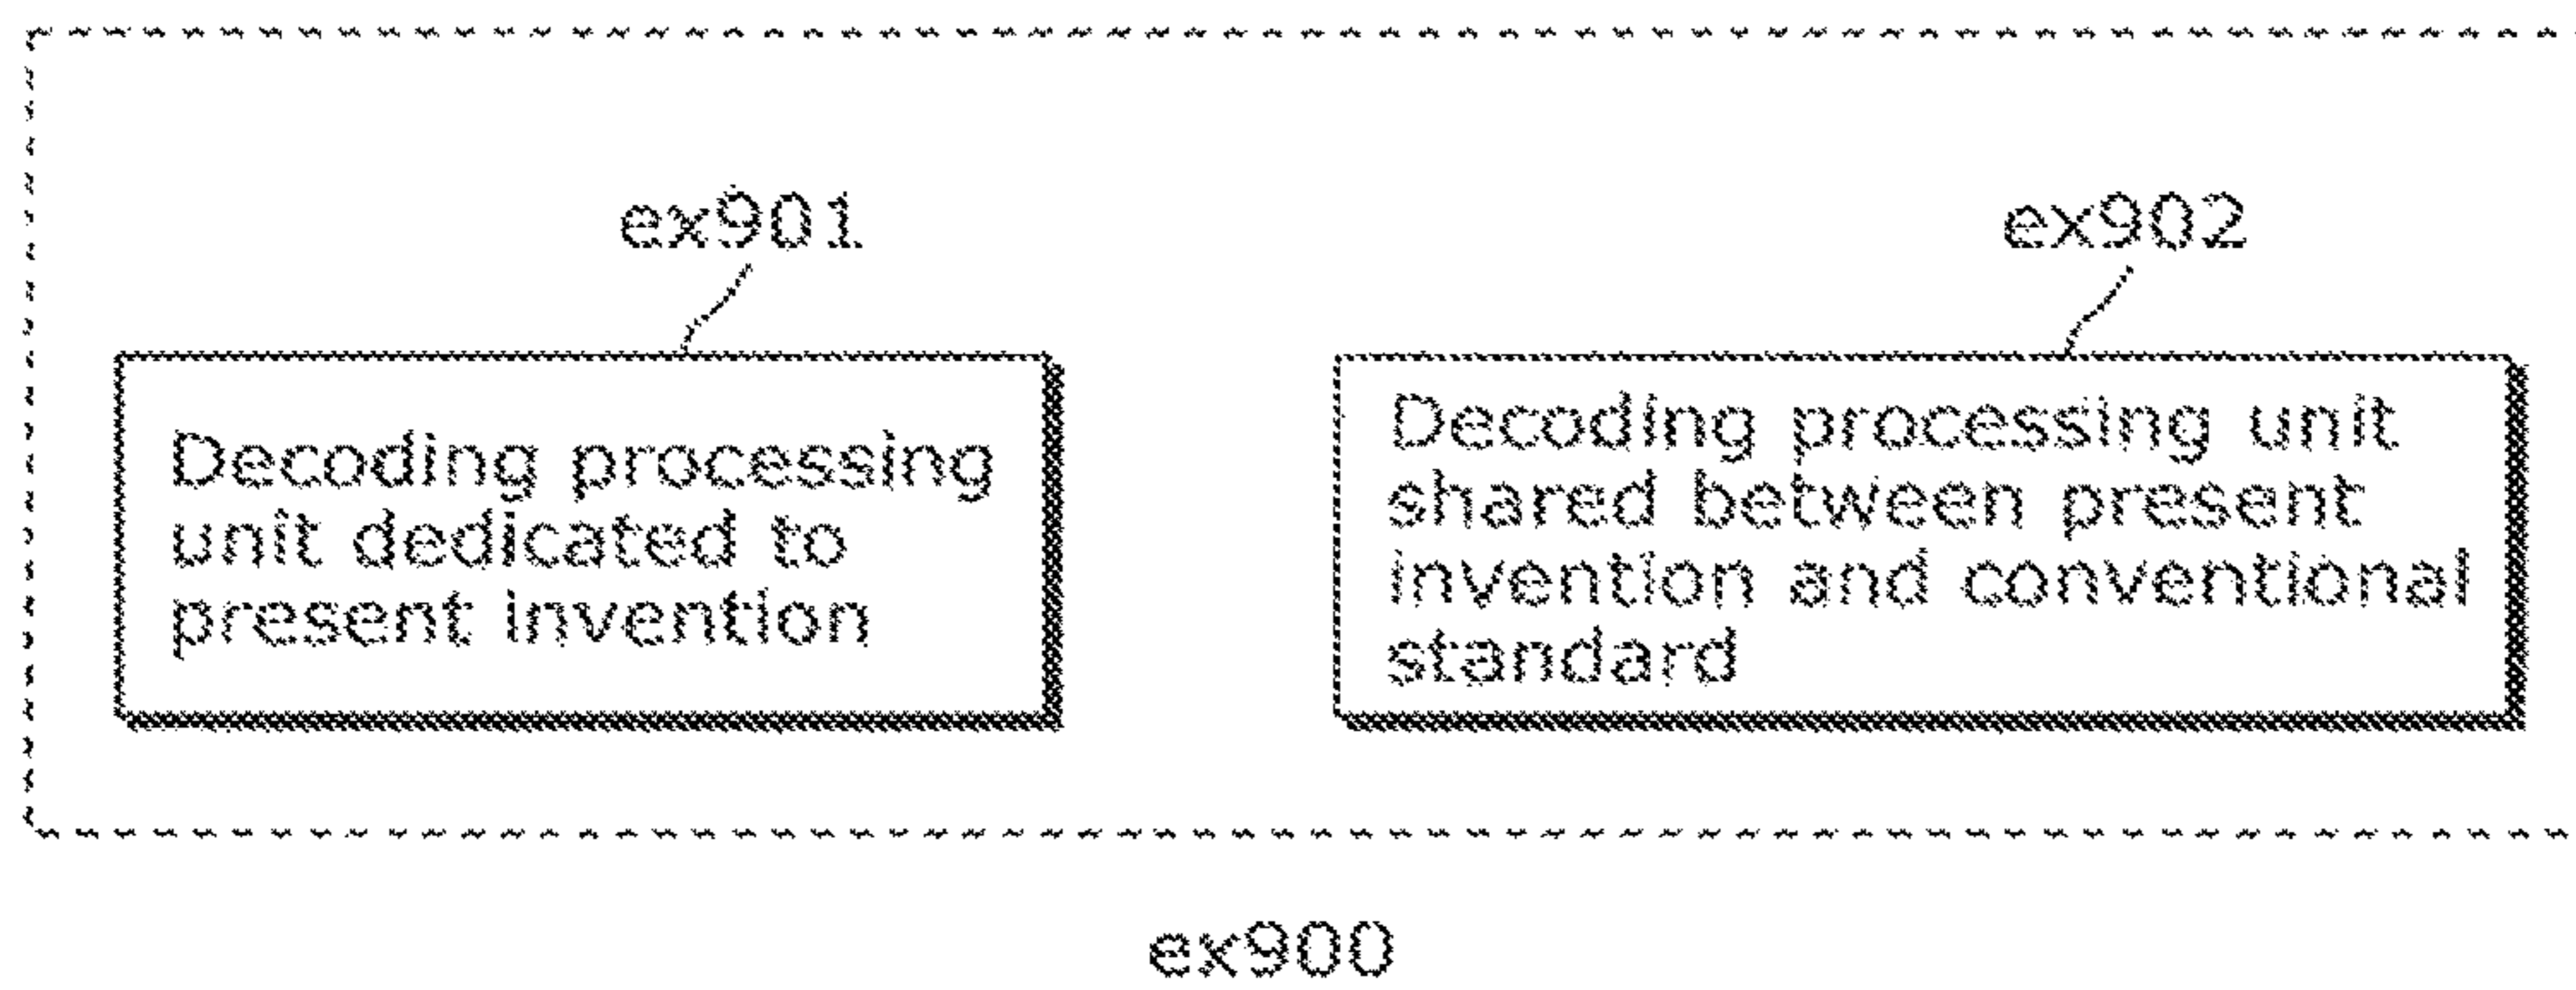 ex901
ex902
Decoding processing
unit dedicated to
present invention
Decoding processing unit
shared between present
invention and conventional
standard
ex900